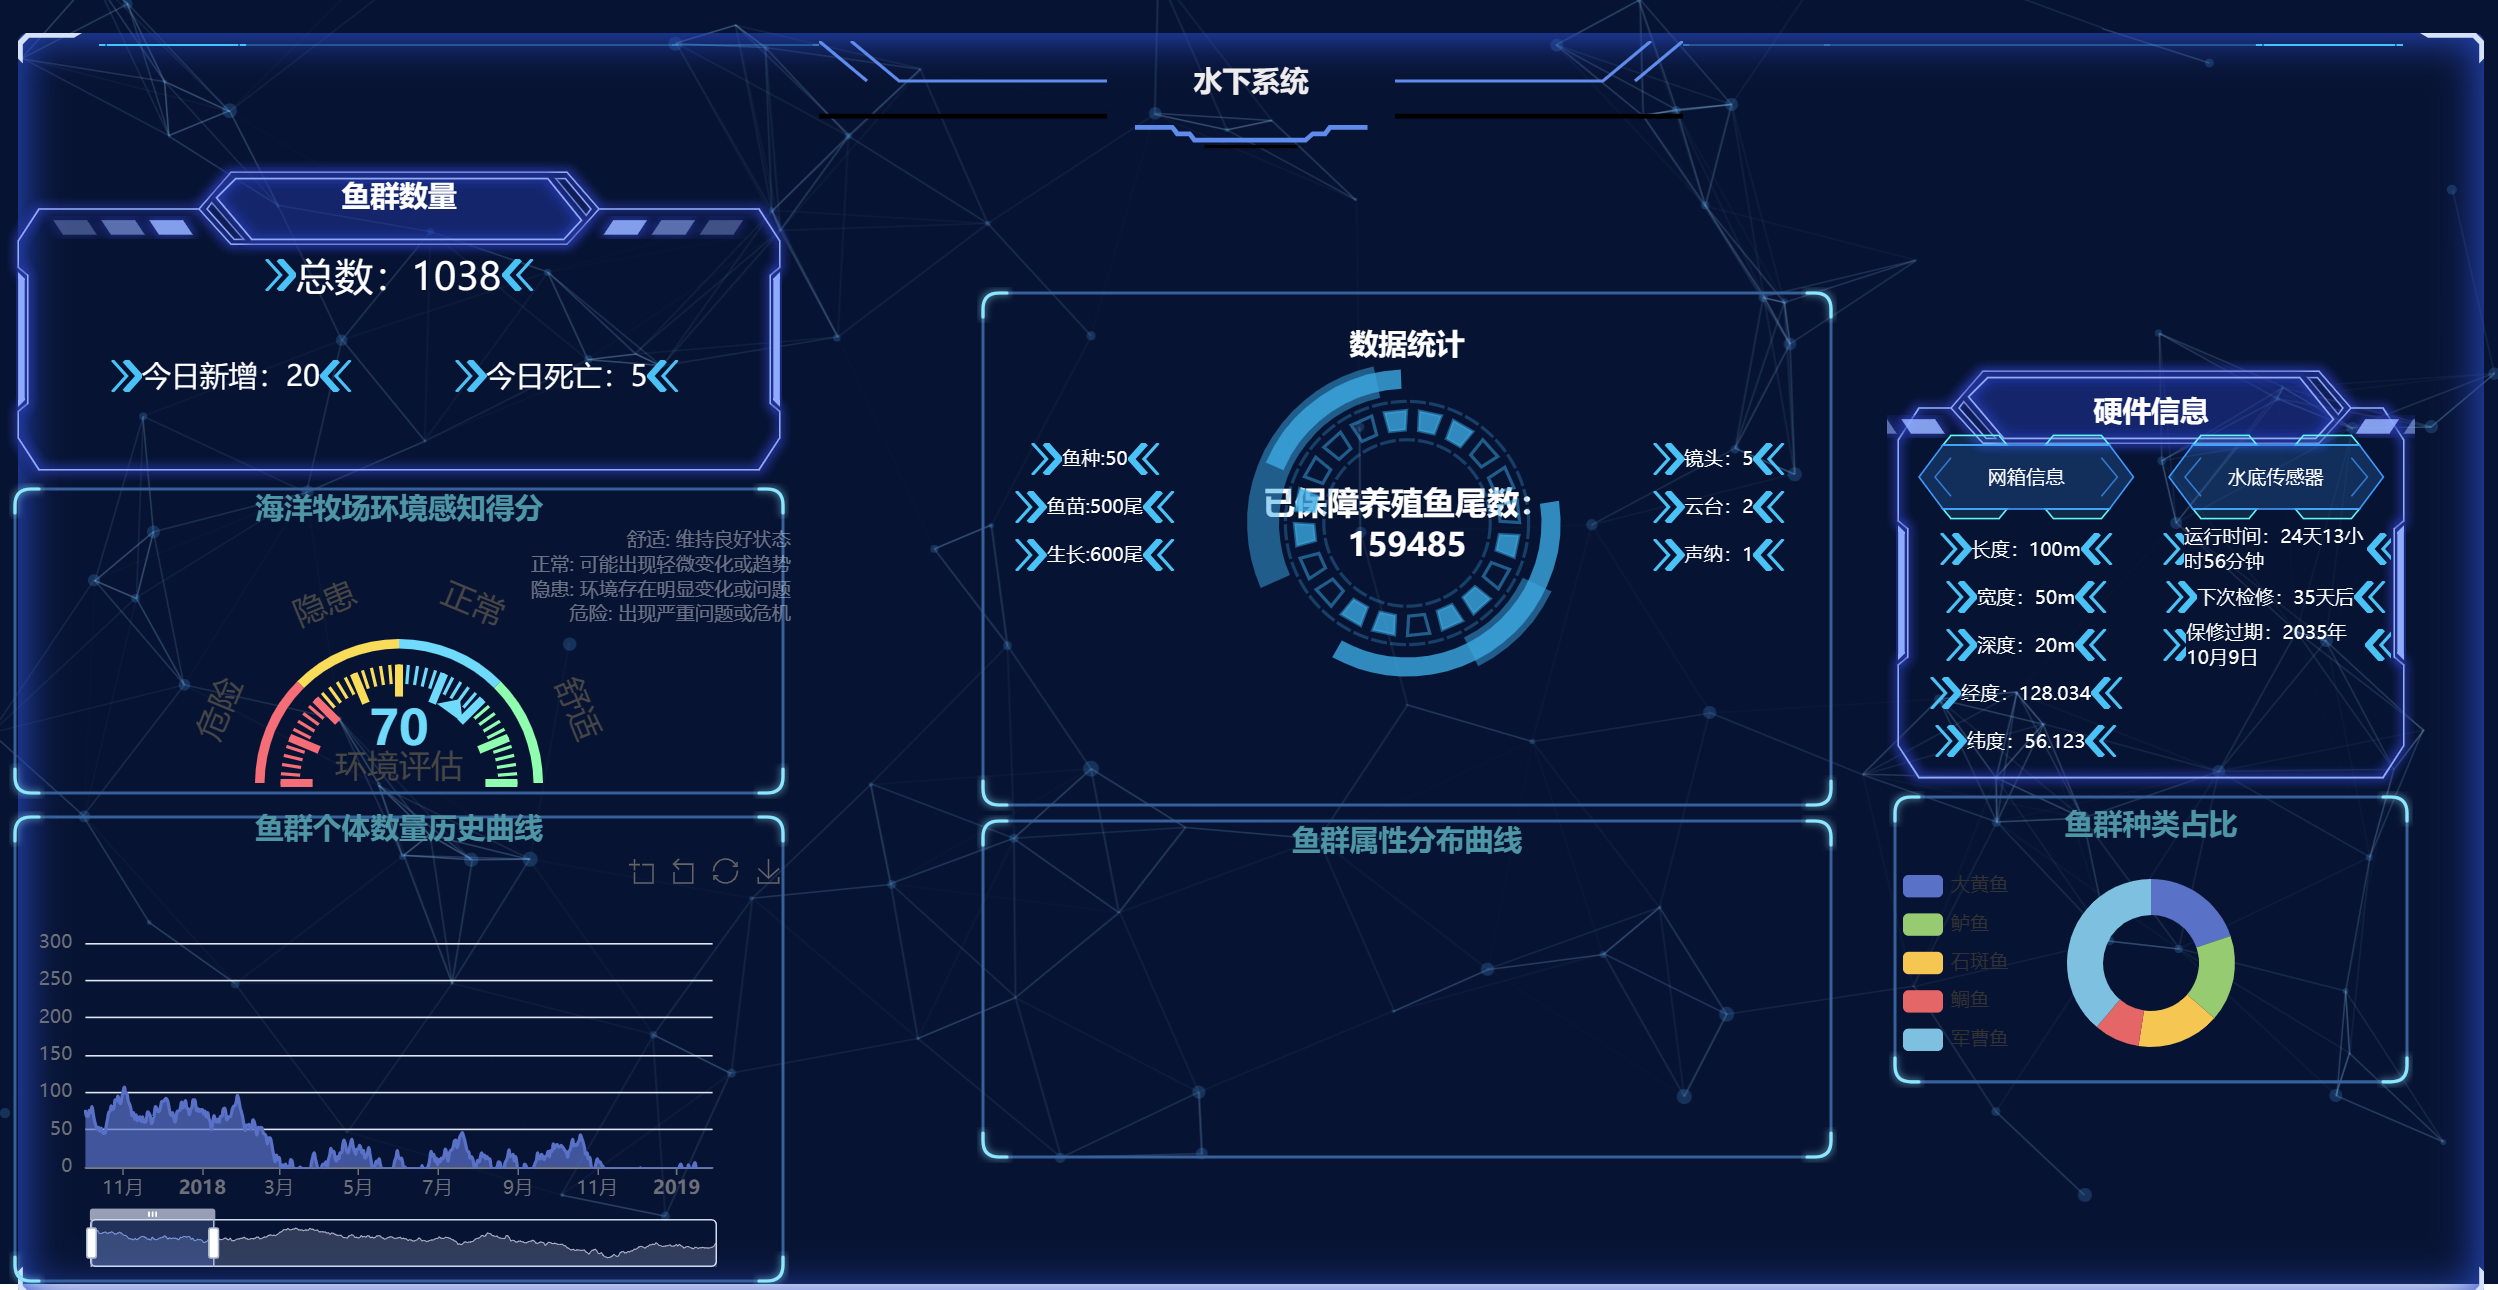 水下系统
鱼群数量
总数：1038
今日新增：20
今日死亡：5
海洋牧场环境感知得分
舒适: 维持良好状态
正常: 可能出现轻微变化或趋势
隐患: 环境存在明显变化或问题
危险: 出现严重问题或危机
危险
隐患
正常
舒适
70
环境评估
鱼群个体数量历史曲线
300
250
200
150
100
50
0
11月
2018
3月
5月
7月
9月
11月
2019
数据统计
鱼种:50
鱼苗:500尾
生长:600尾
已保障养殖鱼尾数：
159485
镜头：5
云台：2
声纳：1
鱼群属性分布曲线
硬件信息
网箱信息
长度：100m
宽度：50m
深度：20m
经度：128.034
纬度：56.123
水底传感器
运行时间：24天13小
时56分钟
下次检修：35天后
保修过期：2035年
10月9日
鱼群种类占比
大黄鱼
鲈鱼
石斑鱼
鲷鱼
军曹鱼